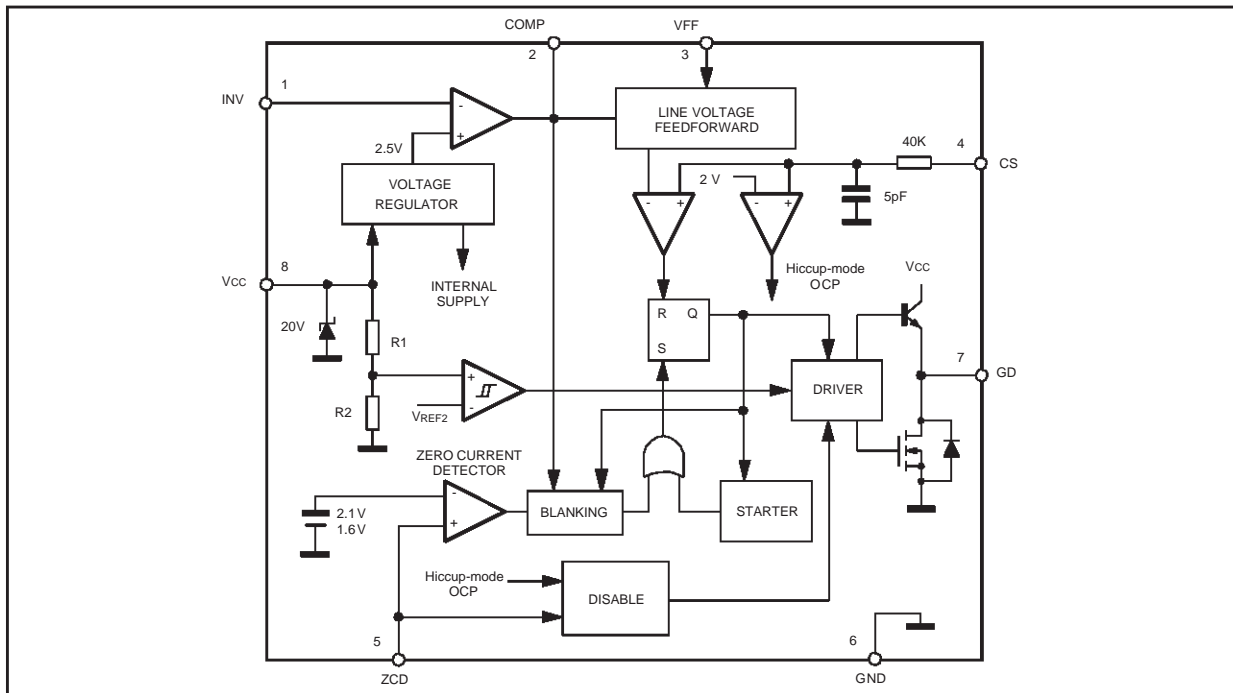 COMP
VFF
2
3
1
INV
-
+
LINE VOLTAGE
FEEDFORWARD
2.5V
40K
4
CS
VOLTAGE
REGULATOR
2 V
-
+
-
+
5pF
8
VCC
INTERNAL
SUPPLY
Hiccup-mode
OCP
VCC
20V
R1
R
Q
S
7
GD
+
-
DRIVER
R2
VREF2
ZERO CURRENT
DETECTOR
-
+
2.1V
1.6V
BLANKING
STARTER
Hiccup-mode
OCP
DISABLE
5
6
ZCD
GND